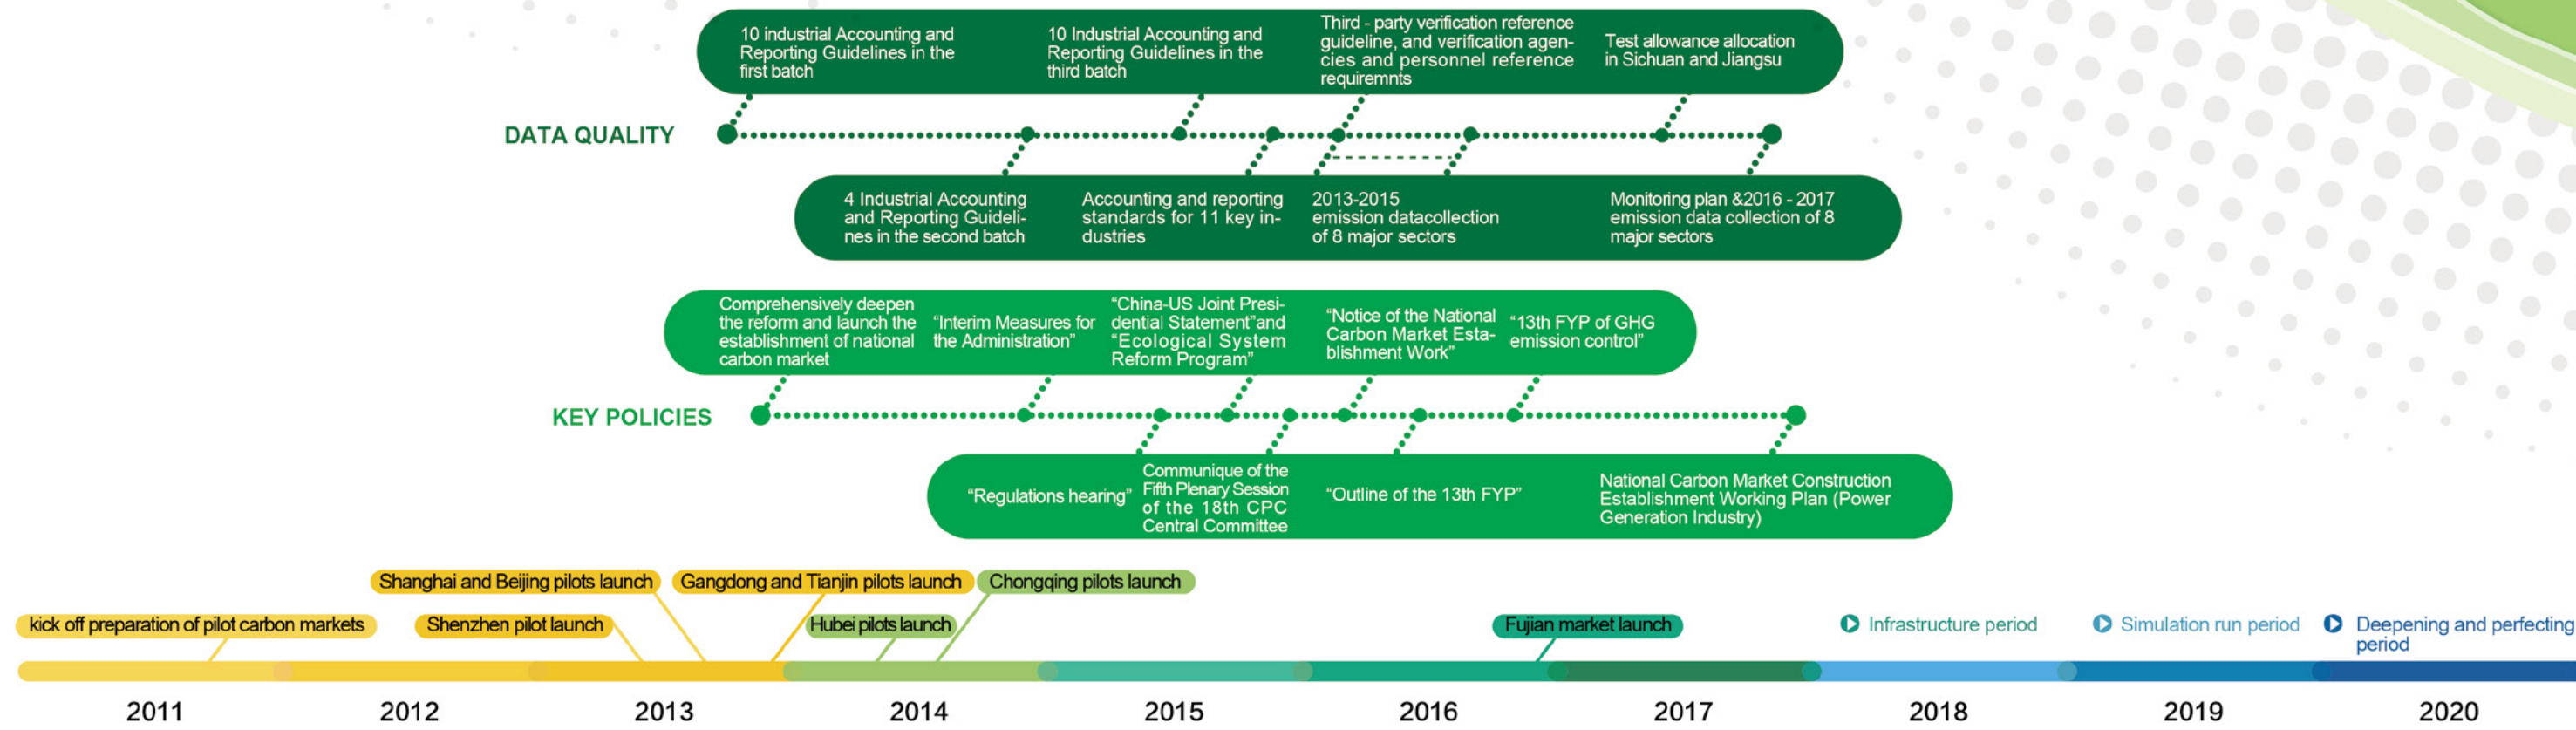 10 industrial Accounting and
Reporting Guidelines in the
first batch
10 Industrial Accounting and
Reporting Guidelines in the
third batch
Third - party verification reference
guideline, and verification agen-
cies and personnel reference
requiremnts
Test allowance allocation
in Sichuan and Jiangsu
DATA QUALITY
4 Industrial Accounting
and Reporting Guideli-
nes in the second batch
Accounting and reporting
standards for 11 key in-
dustries
2013-2015
emission datacollection
of 8 major sectors
Monitoring plan &2016 - 2017
emission data collection of 8
major sectors
Comprehensively deepen
the reform and launch the
establishment of national
carbon market
“Interim Measures for
the Administration”
“China-US Joint Presi-
dential Statement”and
“Ecological System
Reform Program”
“Notice of the National
Carbon Market Esta-
blishment Work”
“13th FYP of GHG
emission control”
KEY POLICIES
“Regulations hearing”
Communique of the
Fifth Plenary Session
of the 18th CPC
Central Committee
“Outline of the 13th FYP”
National Carbon Market Construction
Establishment Working Plan (Power
Generation Industry)
Shanghai and Beijing pilots launch
Gangdong and Tianjin pilots launch
Chongqing pilots launch
kick off preparation of pilot carbon markets
Shenzhen pilot launch
Hubei pilots launch
Fujian market launch
Infrastructure period
Simulation run period
Deepening and perfecting
period
2011
2012
2013
2014
2015
2016
2017
2018
2019
2020